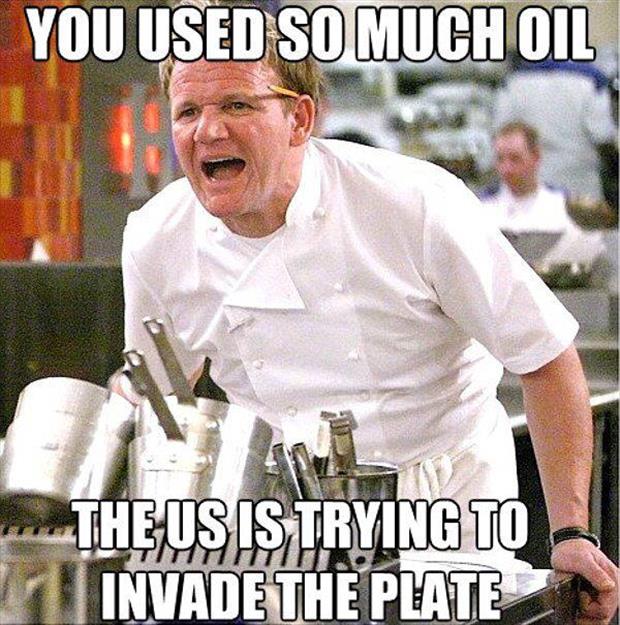 YOU USED SO MUCH OIL
THE US IS TRYING TO
INVADE THE PLATE